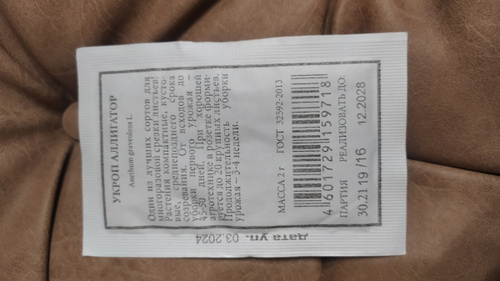 УКРОП АЛЛИГАТОР
Anethum graveolens L.
Один из лучших сортов для
многоразовой срезки листьев!
Растения компактные, кусто-
вые, среднепозднего срока
созревания. От всходов до
уборки первого урожая –
45-50 дней. При хорошей
агротехнике в розетке форми-
руется до 20 крупных листьев.
Продолжительность уборки
урожая – 3-4 недели.
МАССА 2 г ГОСТ 32592-2013
4601729159718
ПАРТИЯ РЕАЛИЗОВАТЬ ДО:
30.21 19 /16 12.2028
дата уп. 03.2024